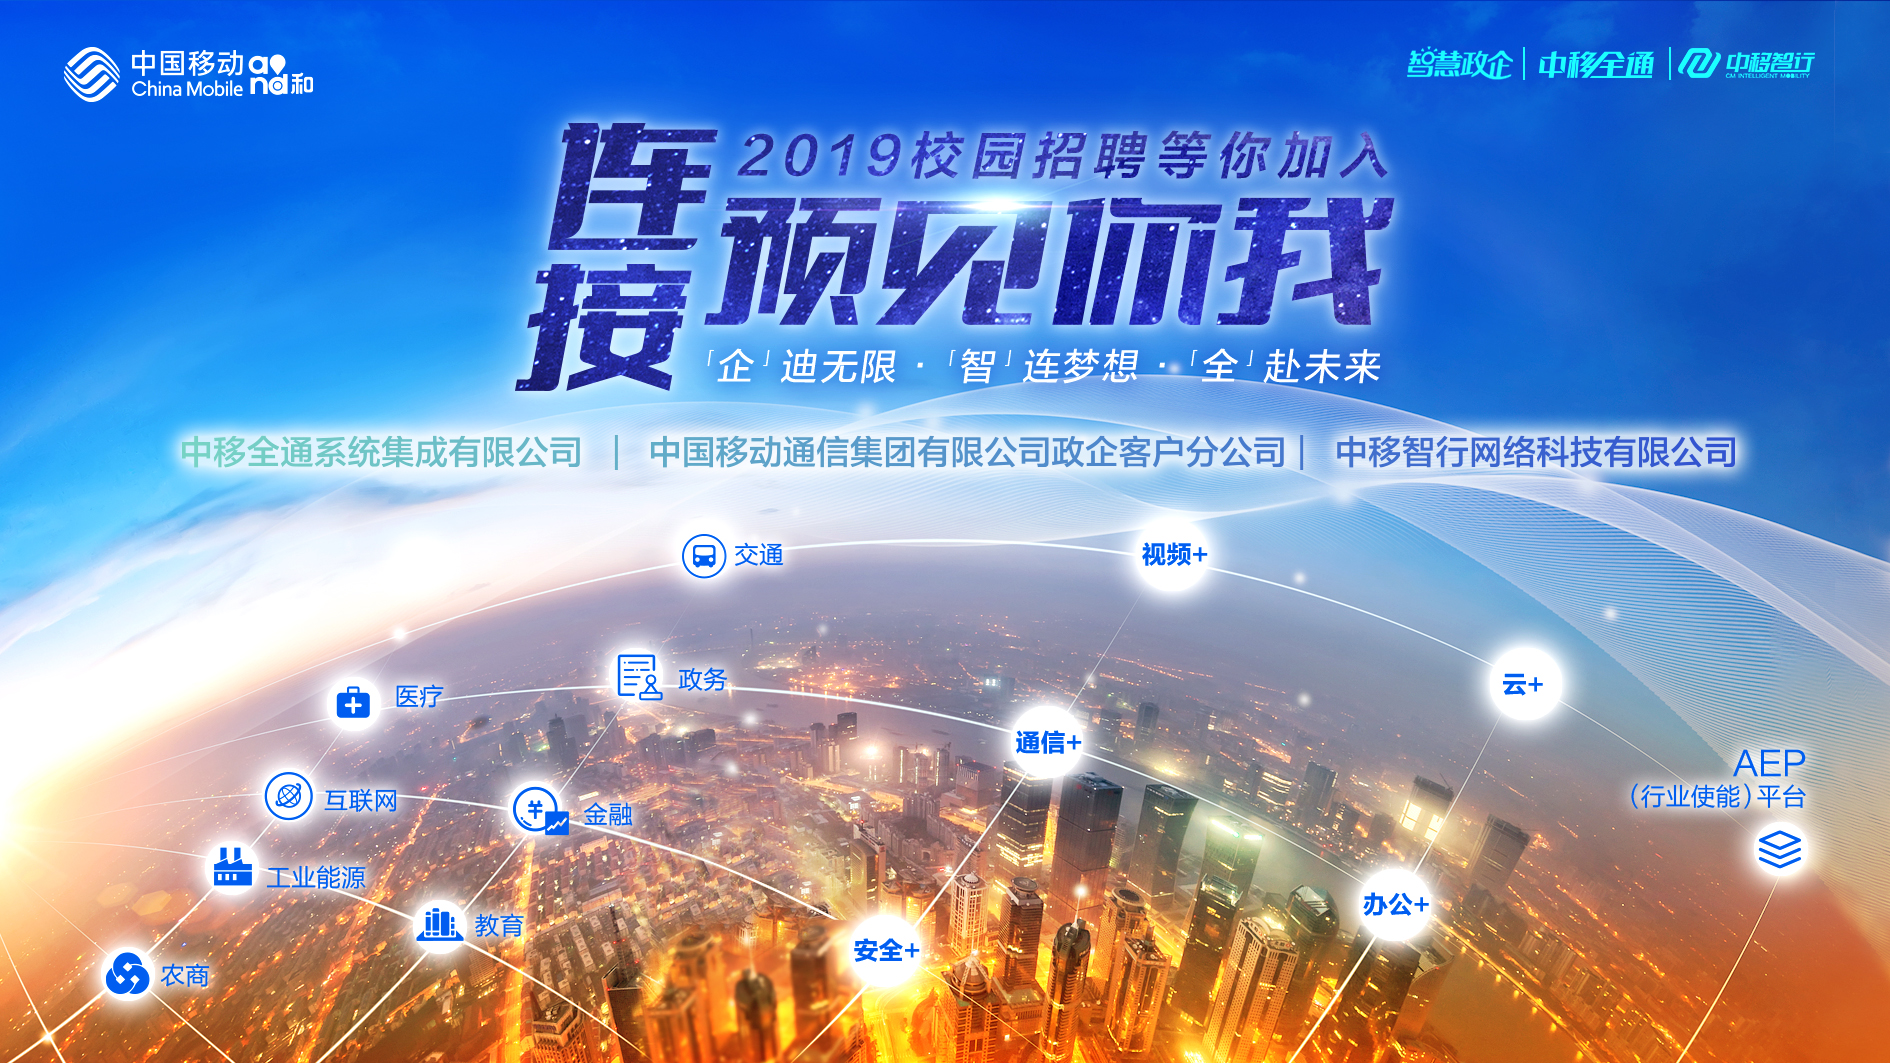 中国移动
China Mobile
and和
智慧政企 | 中移全通 | 中移智行
CM INTELLIGENT MOBILITY
2019校园招聘等你加入
连接
预见你我
「企」迪无限·「智」连梦想·「全」赴未来
中移全通系统集成有限公司 | 中国移动通信集团有限公司政企客户分公司 | 中移智行网络科技有限公司
交通
视频+
政务
云+
医疗
通信+
AEP
（行业使能）平台
互联网
金融
工业能源
办公+
教育
安全+
农商